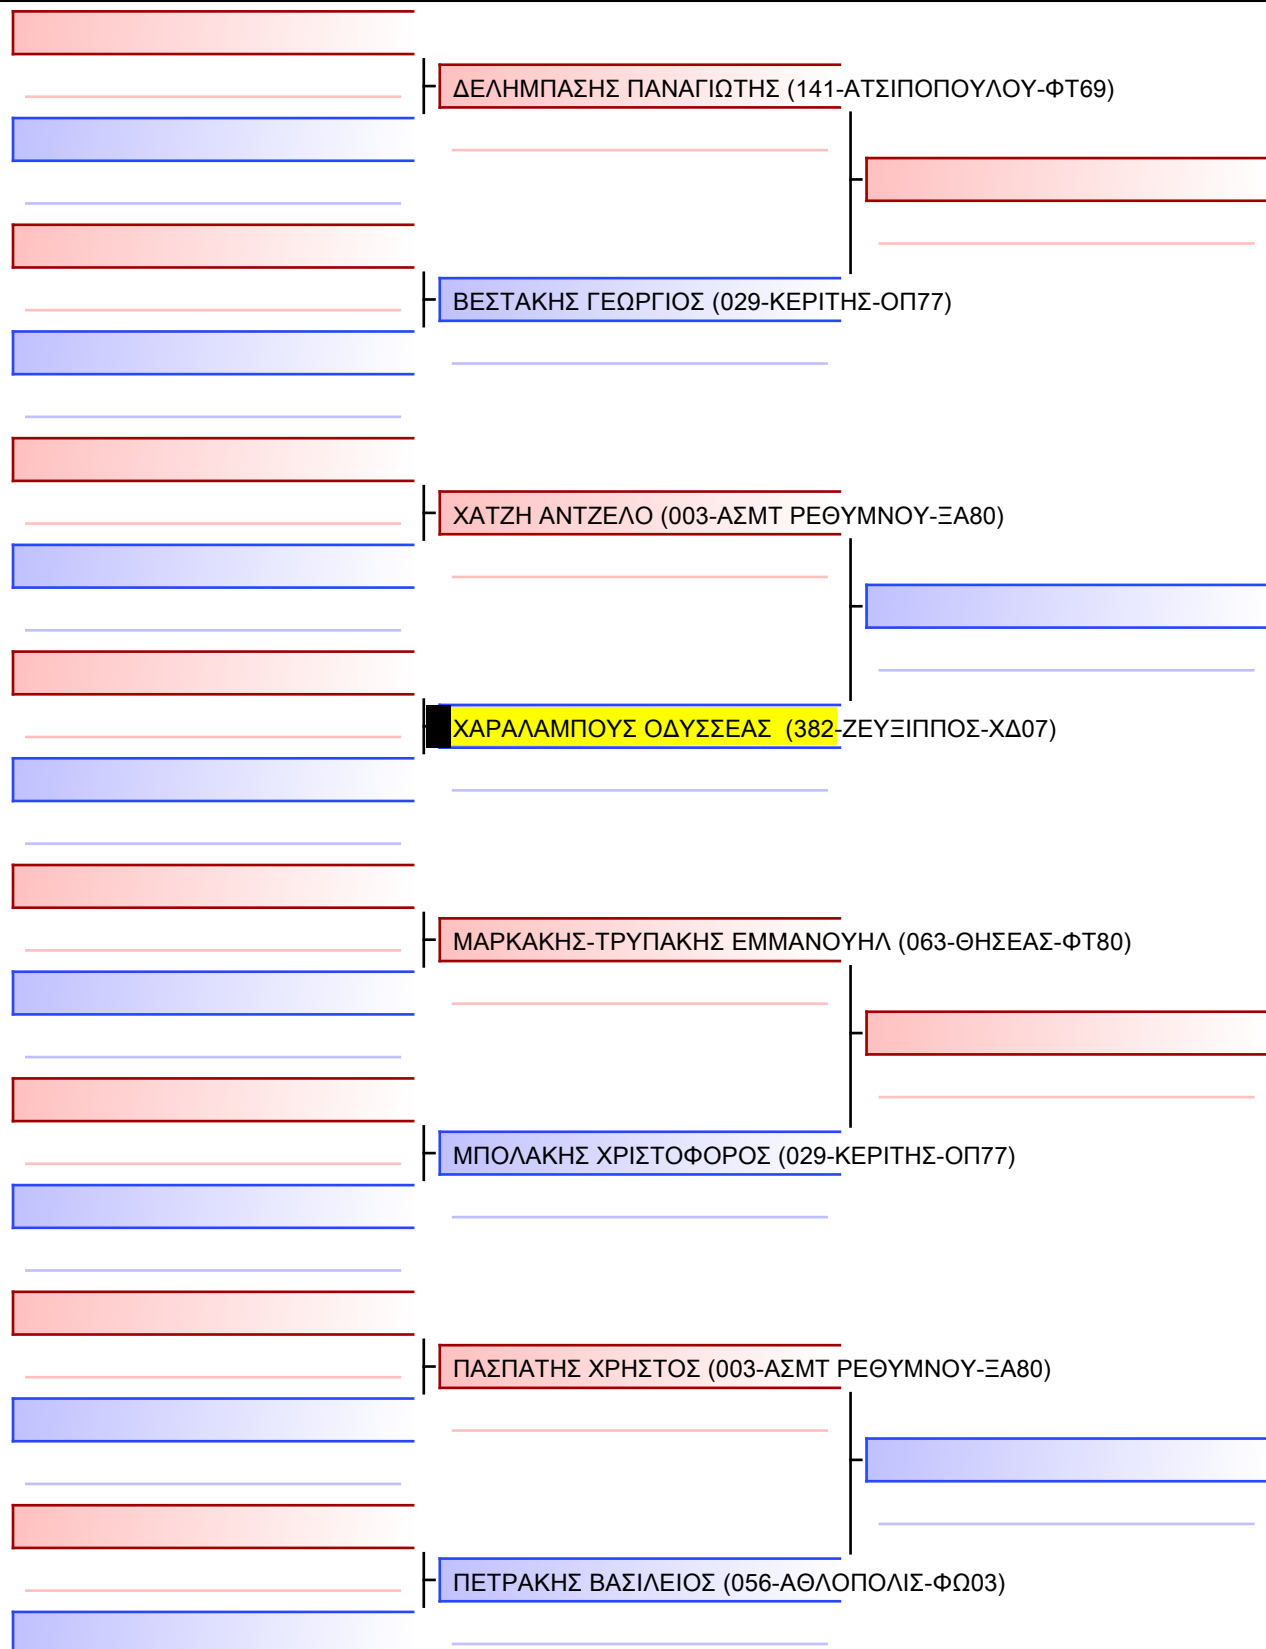 ΔΕΛΗΜΠΑΣΗΣ ΠΑΝΑΓΙΩΤΗΣ (141-ΑΤΣΙΠΟΠΟΥΛΟΥ-ΦΤ69)
ΒΕΣΤΑΚΗΣ ΓΕΩΡΓΙΟΣ (029-ΚΕΡΙΤΗΣ-ΟΠ77)
ΧΑΤΖΗ ΑΝΤΖΕΛΟ (003-ΑΣΜΤ ΡΕΘΥΜΝΟΥ-ΞΑ80)
ΧΑΡΑΛΑΜΠΟΥΣ ΟΔΥΣΣΕΑΣ (382-ΖΕΥΞΙΠΠΟΣ-ΧΔ07)
ΜΑΡΚΑΚΗΣ-ΤΡΥΠΑΚΗΣ ΕΜΜΑΝΟΥΗΛ (063-ΘΗΣΕΑΣ-ΦΤ80)
ΜΠΟΛΑΚΗΣ ΧΡΙΣΤΟΦΟΡΟΣ (029-ΚΕΡΙΤΗΣ-ΟΠ77)
ΠΑΣΠΑΤΗΣ ΧΡΗΣΤΟΣ (003-ΑΣΜΤ ΡΕΘΥΜΝΟΥ-ΞΑ80)
ΠΕΤΡΑΚΗΣ ΒΑΣΙΛΕΙΟΣ (056-ΑΘΛΟΠΟΛΙΣ-ΦΩ03)